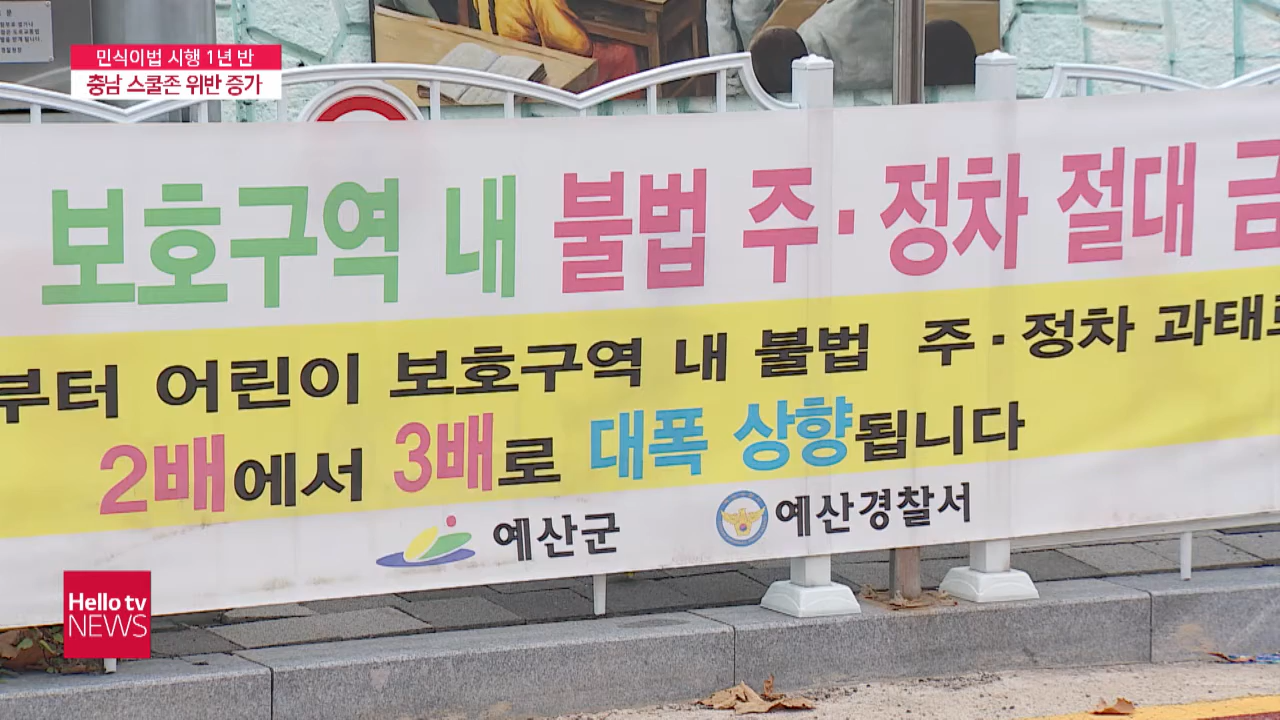 민식이법 시행 1년 반
충남 스쿨존 위반 증가
보호구역 내 불법 주·정차 절대 금
부터 어린이 보호구역 내 불법 주·정차 과태료
2배에서 3배로 대폭 상향됩니다
예산군 예산경찰서
Hello tv
NEWS